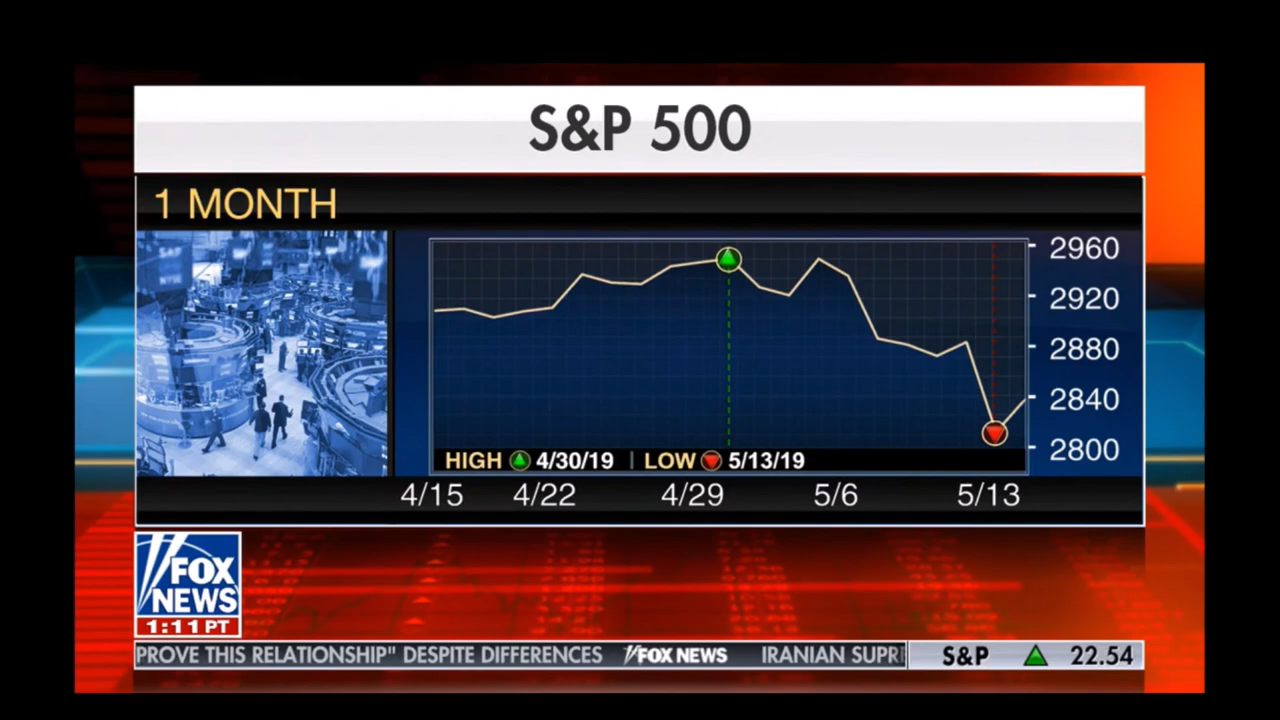 S&P 500
1 MONTH
2960
2920
2880
2840
2800
HIGH 4/30/19 | LOW 5/13/19
4/15 4/22 4/29 5/6 5/13
FOX
NEWS
1:11 PT
PROVE THIS RELATIONSHIP" DESPITE DIFFERENCES FOX NEWS IRANIAN SUPR S&P 22.54